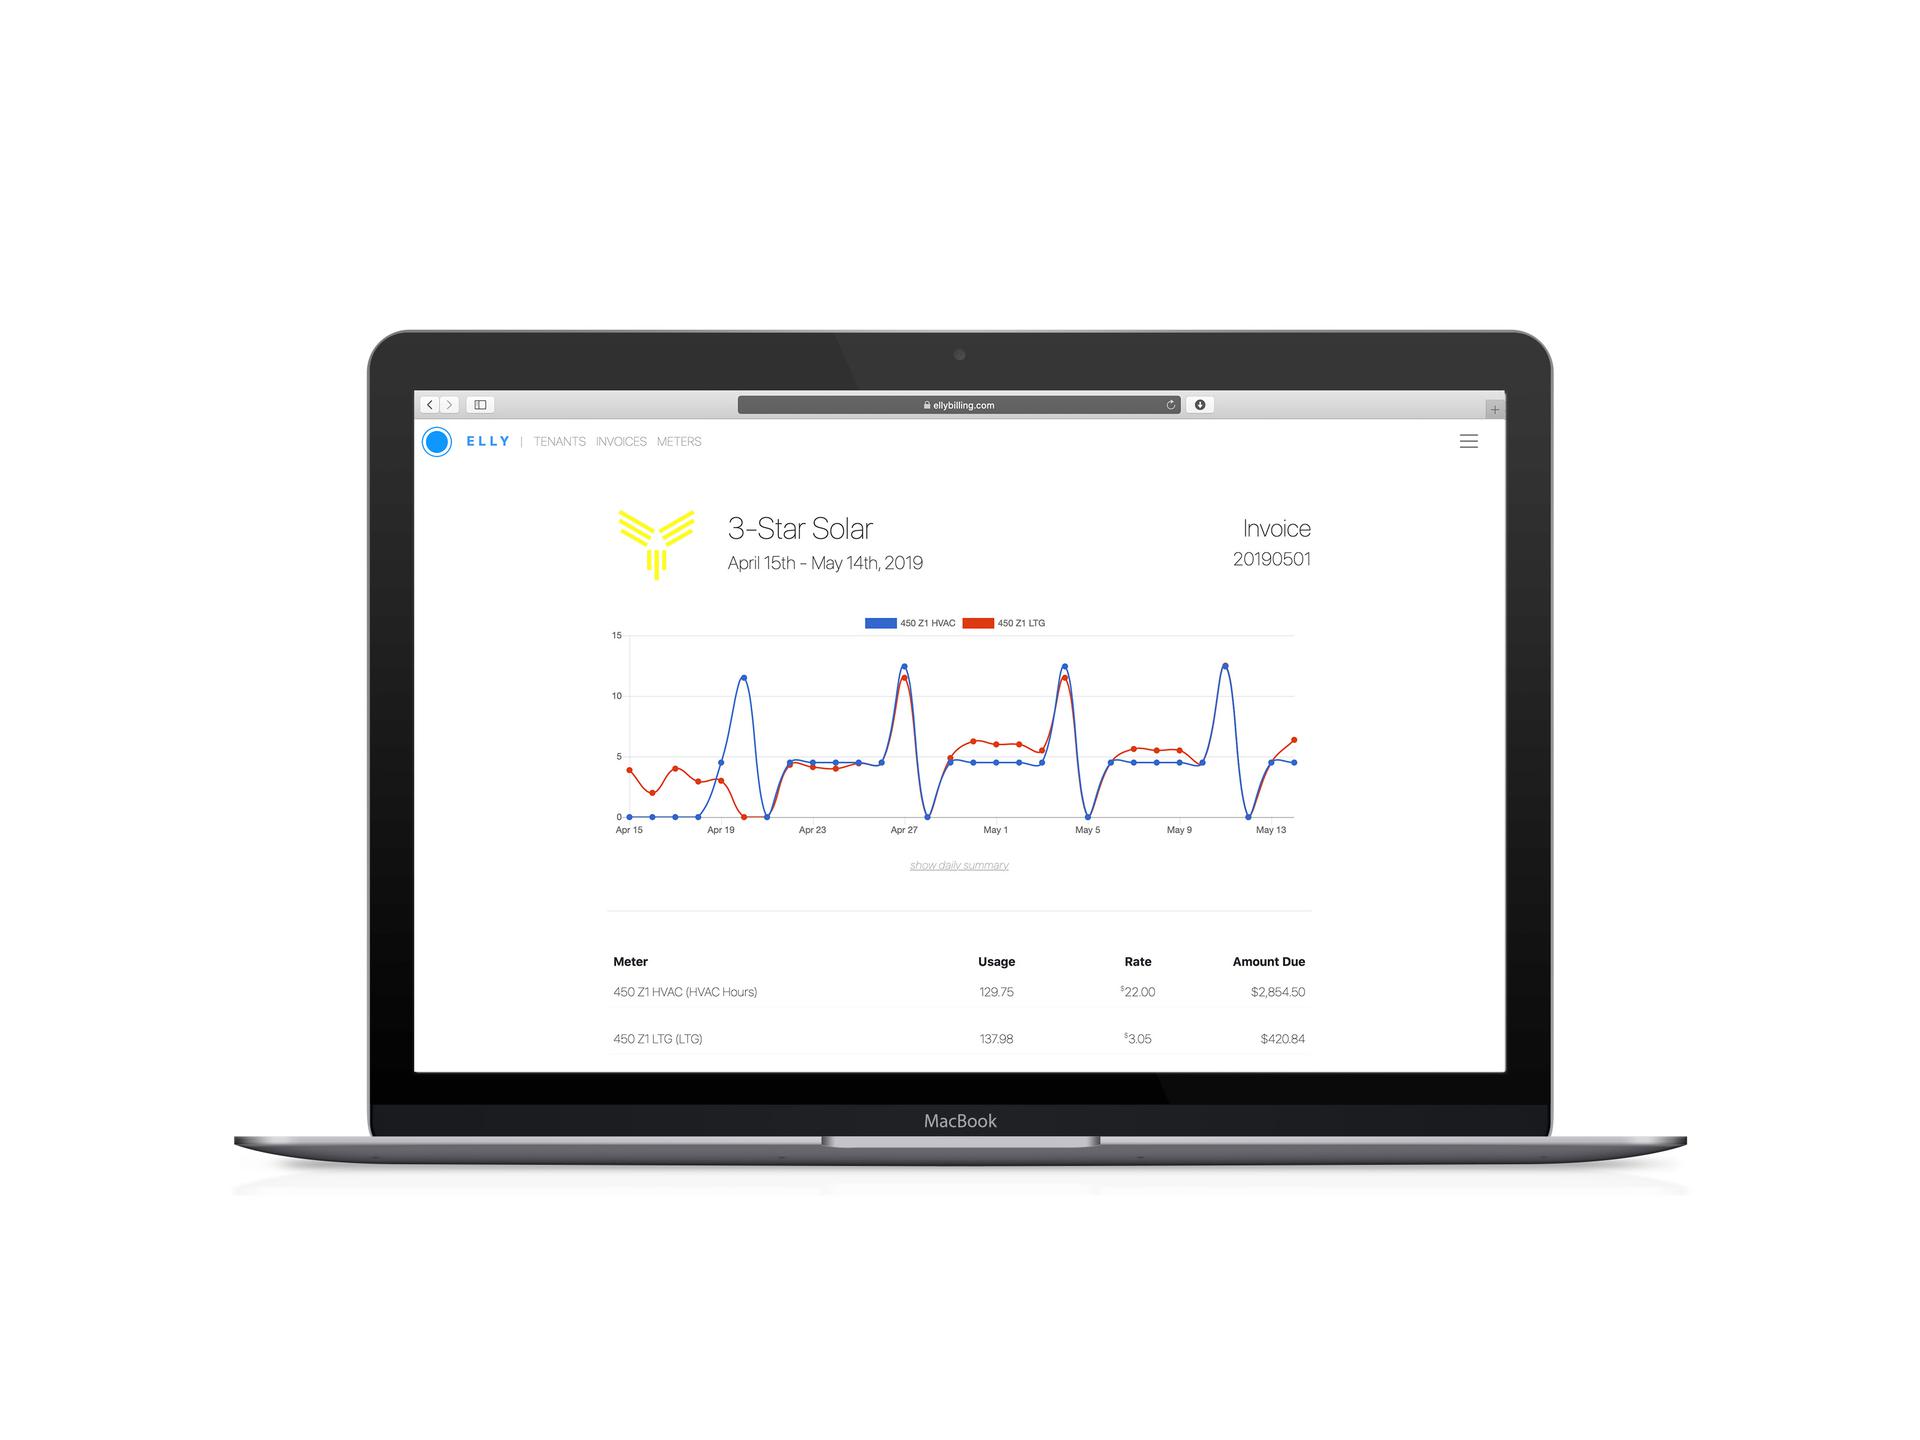 ellybilling.com
ELLY | TENANTS INVOICES METERS
3-Star Solar
April 15th - May 14th, 2019
Invoice
20190501
450 Z1 HVAC 450 Z1 LTG
15
10
5
0
Apr 15 Apr 19 Apr 23 Apr 27 May 1 May 5 May 9 May 13
show daily summary
Meter Usage Rate Amount Due
450 Z1 HVAC (HVAC Hours) 129.75 $22.00 $2,854.50
450 Z1 LTG (LTG) 137.98 $3.05 $420.84
MacBook